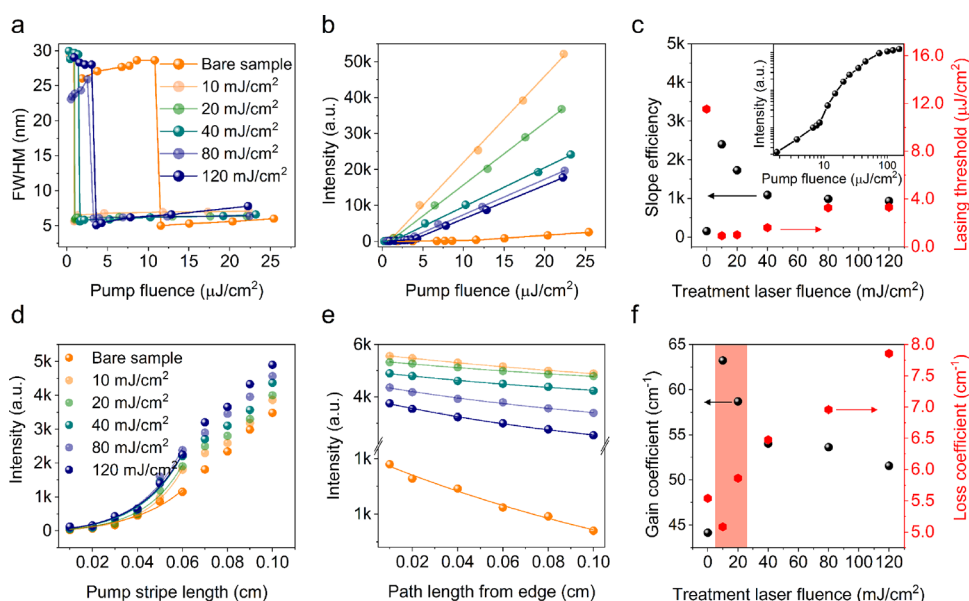 a
30
25
20
15
10
5
FWHM (nm)
0
5
10
15
20
25
Pump fluence (μJ/cm²)
Bare sample
10 mJ/cm²
20 mJ/cm²
40 mJ/cm²
80 mJ/cm²
120 mJ/cm²
b
50k
40k
30k
20k
10k
0
Intensity (a.u.)
0
5
10
15
20
25
Pump fluence (μJ/cm²)
c
5k
4k
3k
2k
1k
0
Slope efficiency
16.0
12.0
8.0
4.0
0.0
Lasing threshold (μJ/cm²)
Intensity (a.u.)
10
100
Pump fluence (μJ/cm²)
0
20
40
60
80
100
120
Treatment laser fluence (mJ/cm²)
d
5k
4k
3k
2k
1k
0
Intensity (a.u.)
Bare sample
10 mJ/cm²
20 mJ/cm²
40 mJ/cm²
80 mJ/cm²
120 mJ/cm²
0.02
0.04
0.06
0.08
0.10
Pump stripe length (cm)
e
6k
4k
1k
1k
Intensity (a.u.)
0.02
0.04
0.06
0.08
0.10
Path length from edge (cm)
f
65
60
55
50
45
Gain coefficient (cm⁻¹)
8.0
7.5
7.0
6.5
6.0
5.5
5.0
Loss coefficient (cm⁻¹)
0
20
40
60
80
100
120
Treatment laser fluence (mJ/cm²)